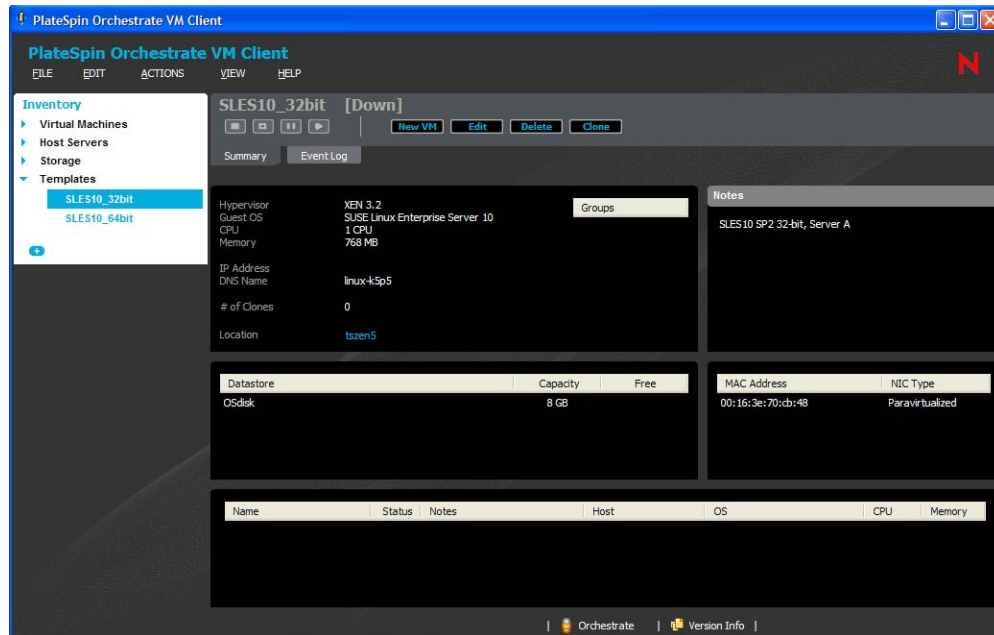 PlateSpin Orchestrate VM Client
PlateSpin Orchestrate VM Client
FILE EDIT ACTIONS VIEW HELP
N
Inventory
Virtual Machines
Host Servers
Storage
Templates
SLES10_32bit
SLES10_64bit
SLES10_32bit [Down]
New VM Edit Delete Clone
Summary Event Log
Hypervisor XEN 3.2
Guest OS SUSE Linux Enterprise Server 10
CPU 1 CPU
Memory 768 MB
IP Address
DNS Name linux-k5p5
# of Clones 0
Location tszen5
Groups
Notes
SLES10 SP2 32-bit, Server A
Datastore Capacity Free
OSdisk 8 GB
MAC Address NIC Type
00:16:3e:70:cb:48 Paravirtualized
Name Status Notes Host OS CPU Memory
| Orchestrate | Version Info |